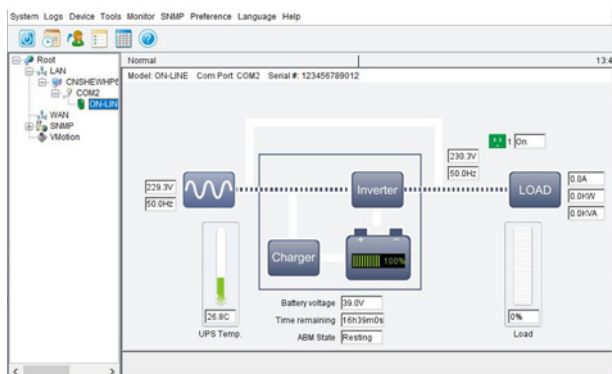 System Logs Device Tools Monitor SNMP Preference Language Help
Root
LAN
CNSHEWHP6
COM2
ON-LIN
WAN
SNMP
VMotion
Normal
13:4
Model: ON-LINE Com Port: COM2 Serial #: 123456789012
1 On
230.3V
50.0Hz
229.3V
50.0Hz
Inverter
LOAD
0.0A
0.0KW
0.0KVA
Charger
+ −
100%
26.8C
UPS Temp.
Battery voltage 39.0V
Time remaining 16h39m0s
ABM State Resting
0%
Load